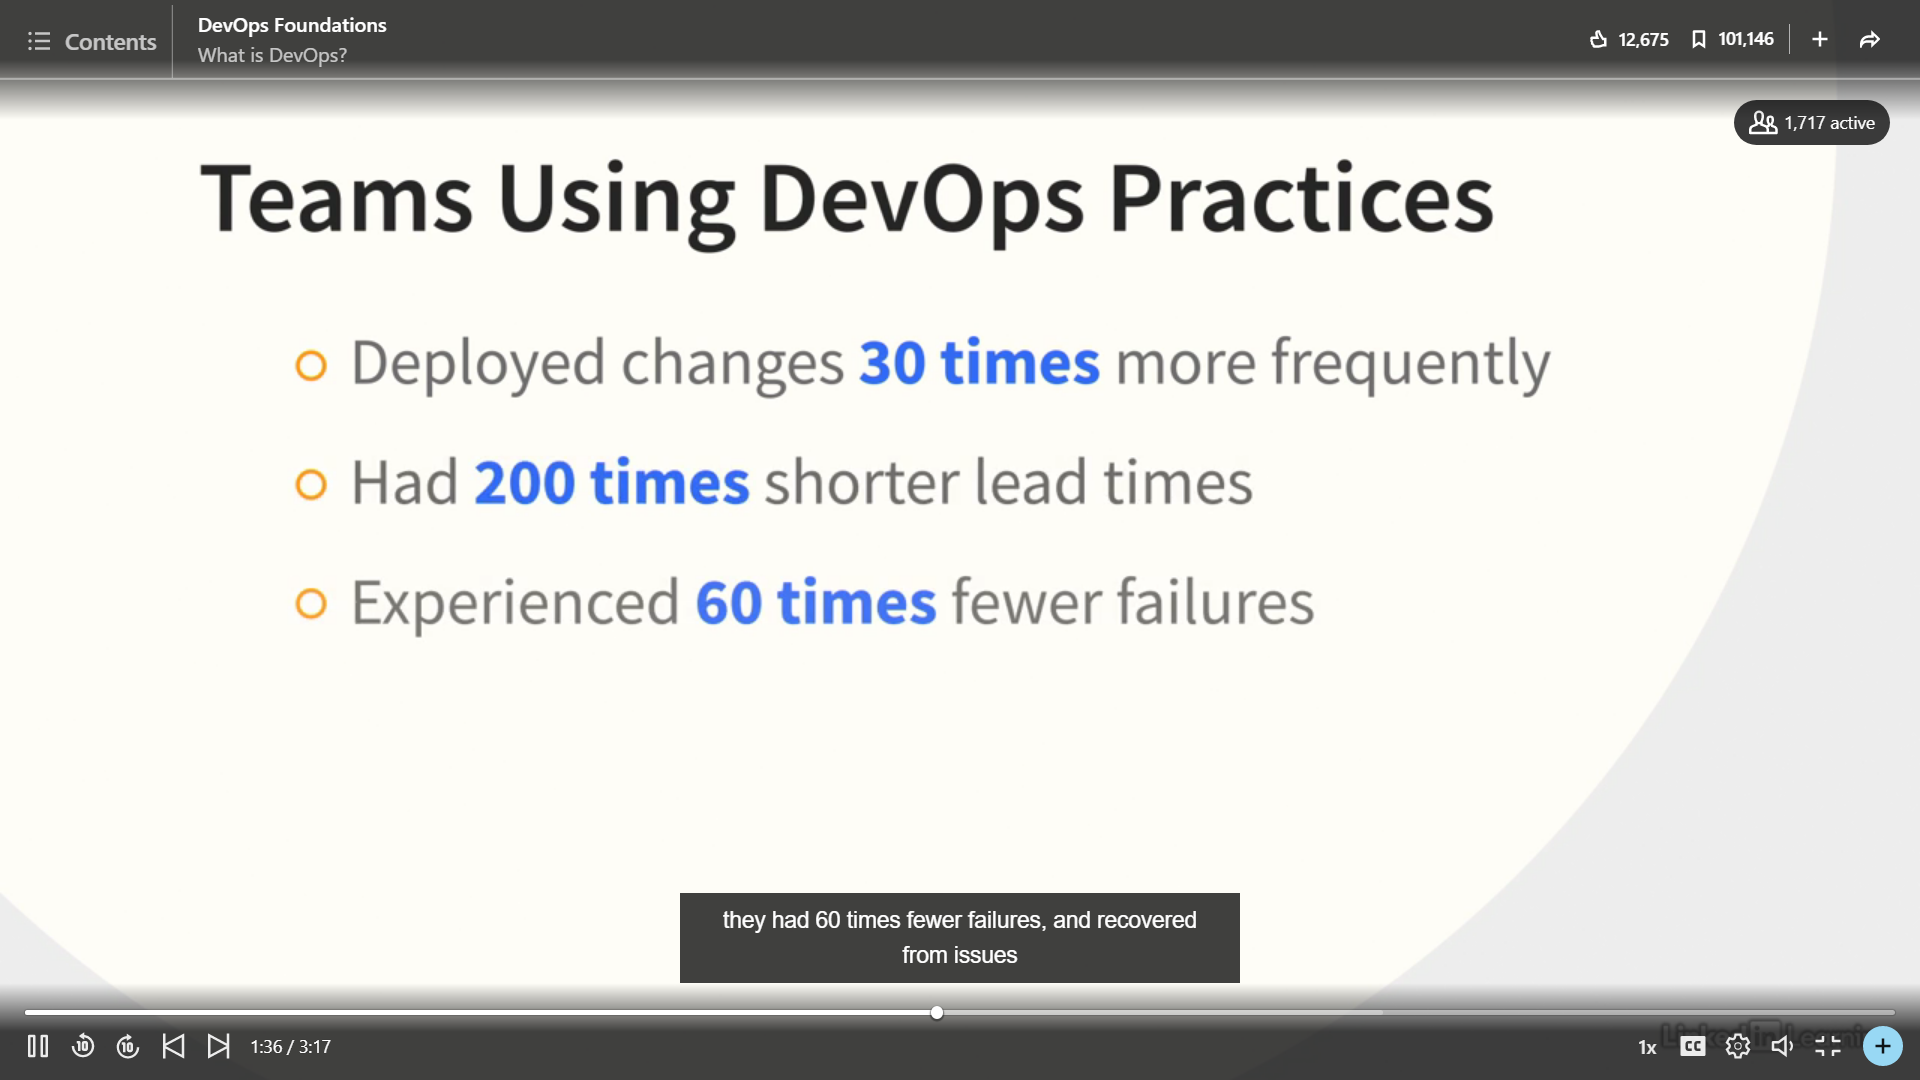 Contents
DevOps Foundations
What is DevOps?
12,675
101,146
1,717 active
Teams Using DevOps Practices
Deployed changes 30 times more frequently
Had 200 times shorter lead times
Experienced 60 times fewer failures
they had 60 times fewer failures, and recovered
from issues
10
10
1:36 / 3:17
1x
CC